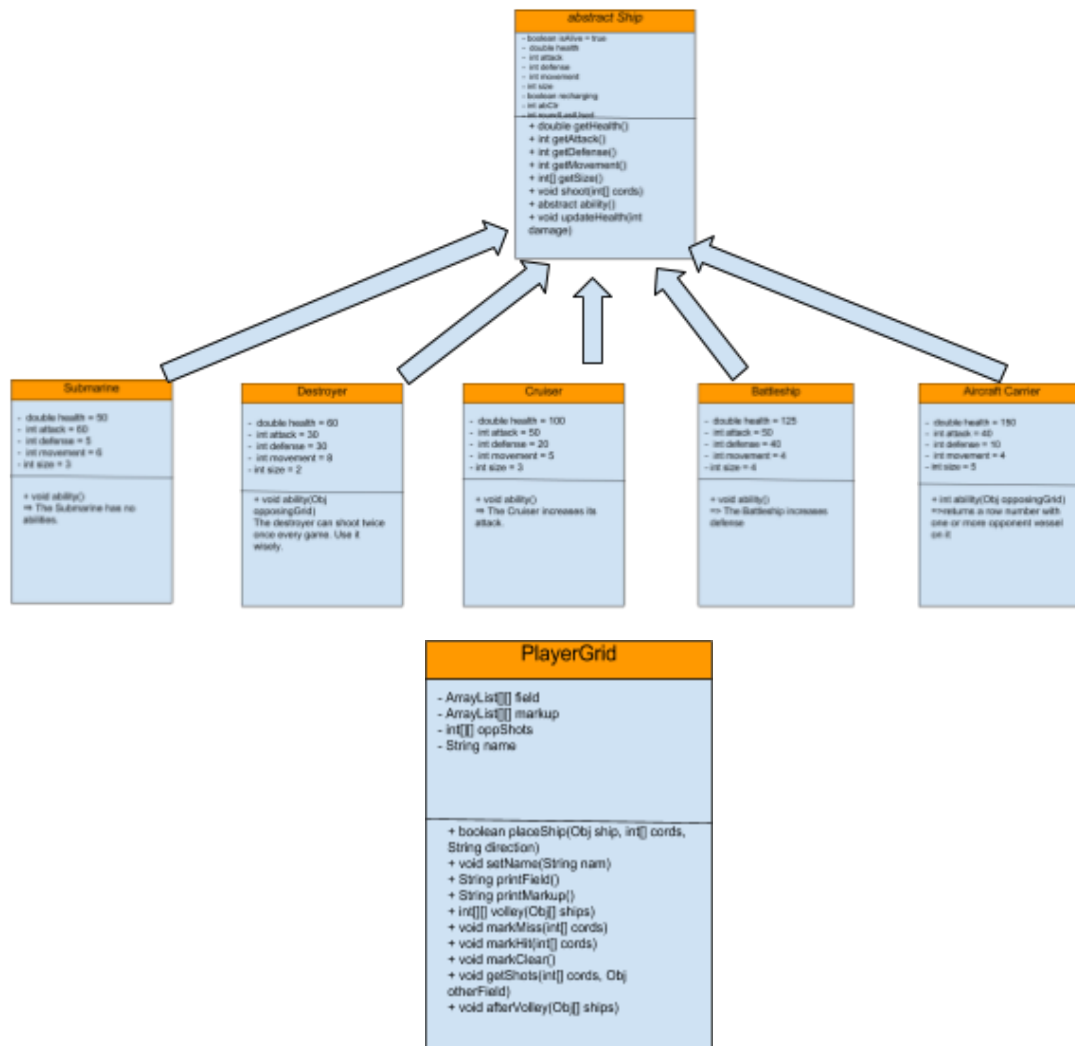 abstract Ship
- boolean isAlive = true
- double health
- int attack
- int defense
- int movement
- int size
- boolean recharging
- int abCtr
- int
+ double getHealth()
+ int getAttack()
+ int getDefense()
+ int getMovement()
+ int[] getSize()
+ void shoot(int[] cords)
+ abstract ability()
+ void updateHealth(int
damage)
Submarine
- double health = 50
- int attack = 60
- int defense = 5
- int movement = 6
- int size = 3
+ void ability()
=> The Submarine has no
abilities.
Destroyer
- double health = 60
- int attack = 30
- int defense = 30
- int movement = 8
- int size = 2
+ void ability(Obj
opposingGrid)
The destroyer can shoot twice
once every game. Use it
wisely.
Cruiser
- double health = 100
- int attack = 50
- int defense = 20
- int movement = 5
- int size = 3
+ void ability()
=> The Cruiser increases its
attack.
Battleship
- double health = 125
- int attack = 50
- int defense = 40
- int movement = 4
- int size = 4
+ void ability()
=> The Battleship increases
defense
Aircraft Carrier
- double health = 150
- int attack = 40
- int defense = 10
- int movement = 4
- int size = 5
+ int ability(Obj opposingGrid)
=>returns a row number with
one or more opponent vessel
on it
PlayerGrid
- ArrayList[][] field
- ArrayList[][] markup
- int[][] oppShots
- String name
+ boolean placeShip(Obj ship, int[] cords,
String direction)
+ void setName(String nam)
+ String printField()
+ String printMarkup()
+ int[][] volley(Obj[] ships)
+ void markMiss(int[] cords)
+ void markHit(int[] cords)
+ void markClear()
+ void getShots(int[] cords, Obj
otherField)
+ void afterVolley(Obj[] ships)